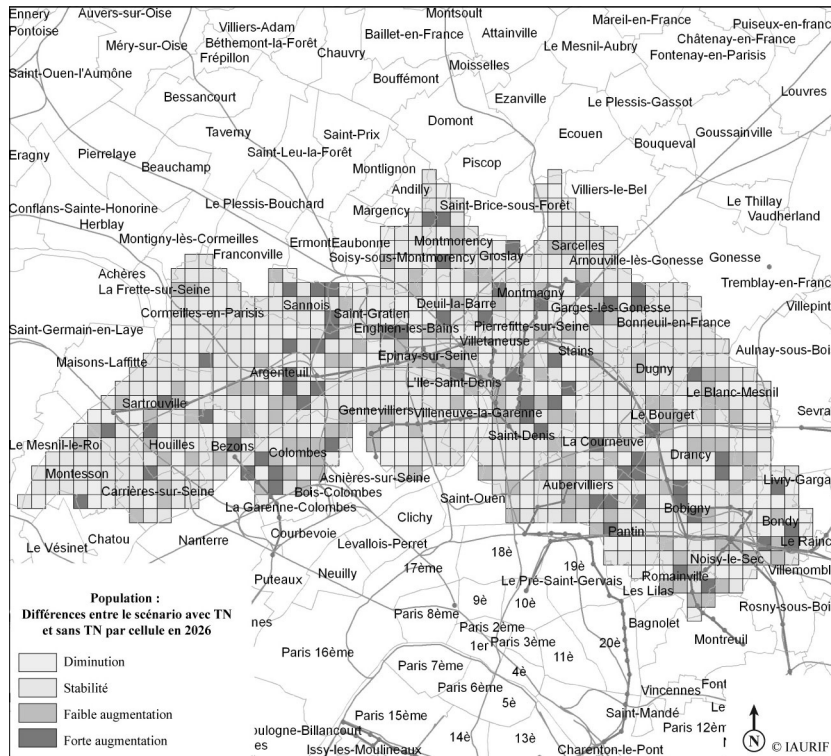 Ennery
Auvers-sur-Oise
Montsoult
Pontoise
Villiers-Adam
Baillet-en-France
Attainville
Mareil-en-France
Puiseux-en-franc
Méry-sur-Oise
Béthemont-la-Forêt
Châtenay-en-France
Frépillon
Chauvry
Le Mesnil-Aubry
Fontenay-en-Parisis
Saint-Ouen-l'Aumône
Moisselles
Bouffémont
Bessancourt
Ezanville
Le Plessis-Gassot
Louvres
Domont
Taverny
Saint-Prix
Ecouen
Goussainville
Eragny
Pierrelaye
Saint-Leu-la-Forêt
Bouqueval
Beauchamp
Montlignon
Piscop
Andilly
Villiers-le-Bel
Le Thillay
Conflans-Sainte-Honorine
Le Plessis-Bouchard
Margency
Saint-Brice-sous-Forêt
Vaudherland
Herblay
Montigny-lès-Cormeilles
Ermont
Eaubonne
Montmorency
Sarcelles
Franconville
Soisy-sous-Montmorency
Groslay
Arnouville-lès-Gonesse
Gonesse
Achères
La Frette-sur-Seine
Tremblay-en-Franc
Sannois
Deuil-la-Barre
Montmagny
Cormeilles-en-Parisis
Saint-Gratien
Garges-lès-Gonesse
Villepint
Saint-Germain-en-Laye
Enghien-les-Bains
Pierrefitte-sur-Seine
Bonneuil-en-France
Villetaneuse
Maisons-Laffitte
Epinay-sur-Seine
Stains
Aulnay-sous-Boi
Argenteuil
Dugny
L'Ile-Saint-Denis
Le Blanc-Mesnil
Sartrouville
Gennevilliers
Villeneuve-la-Garenne
Le Bourget
Sevra
Le Mesnil-le-Roi
Houilles
Bezons
Colombes
Saint-Denis
La Courneuve
Drancy
Montesson
Asnières-sur-Seine
Livry-Garga
Carrières-sur-Seine
Bois-Colombes
Aubervilliers
Saint-Ouen
La Garenne-Colombes
Bobigny
Clichy
Bondy
Courbevoie
Pantin
Le Vésinet
Chatou
Nanterre
Levallois-Perret
18è
Le Rainc
Noisy-le-Sec
17ème
19è
Neuilly
Le Pré-Saint-Gervais
Romainville
Villemombl
Puteaux
Les Lilas
9è
10è
Rosny-sous-Boi
nes
Paris 8ème
Paris 2ème
Bagnolet
1er
Paris 3ème
20è
Montreuil
Paris 16ème
11è
Paris 7ème
4è
Paris 6ème
Vincennes
Font
5è
Paris 15ème
Saint-Mandé
Le
oulogne-Billancourt
14è
13è
Paris 12èm
Issy-les-Moulineaux
Charenton-le-Pont
Population :
Différences entre le scénario avec TN
et sans TN par cellule en 2026
Diminution
Stabilité
Faible augmentation
Forte augmentation
N
© IAURIF